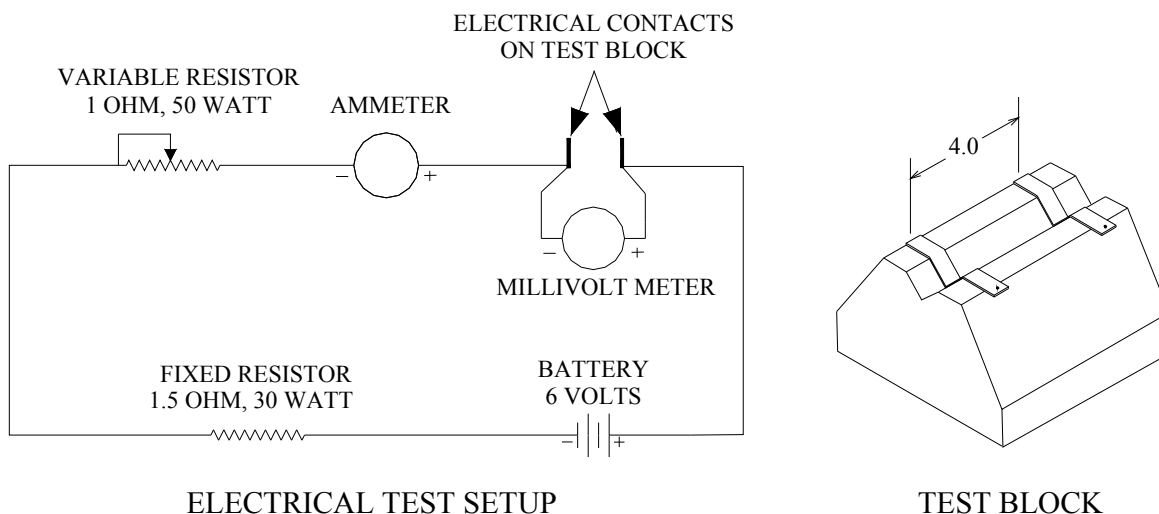 ELECTRICAL CONTACTS
ON TEST BLOCK
VARIABLE RESISTOR
1 OHM, 50 WATT
AMMETER
4.0
− +
− +
MILLIVOLT METER
FIXED RESISTOR
1.5 OHM, 30 WATT
BATTERY
6 VOLTS
− +
ELECTRICAL TEST SETUP
TEST BLOCK